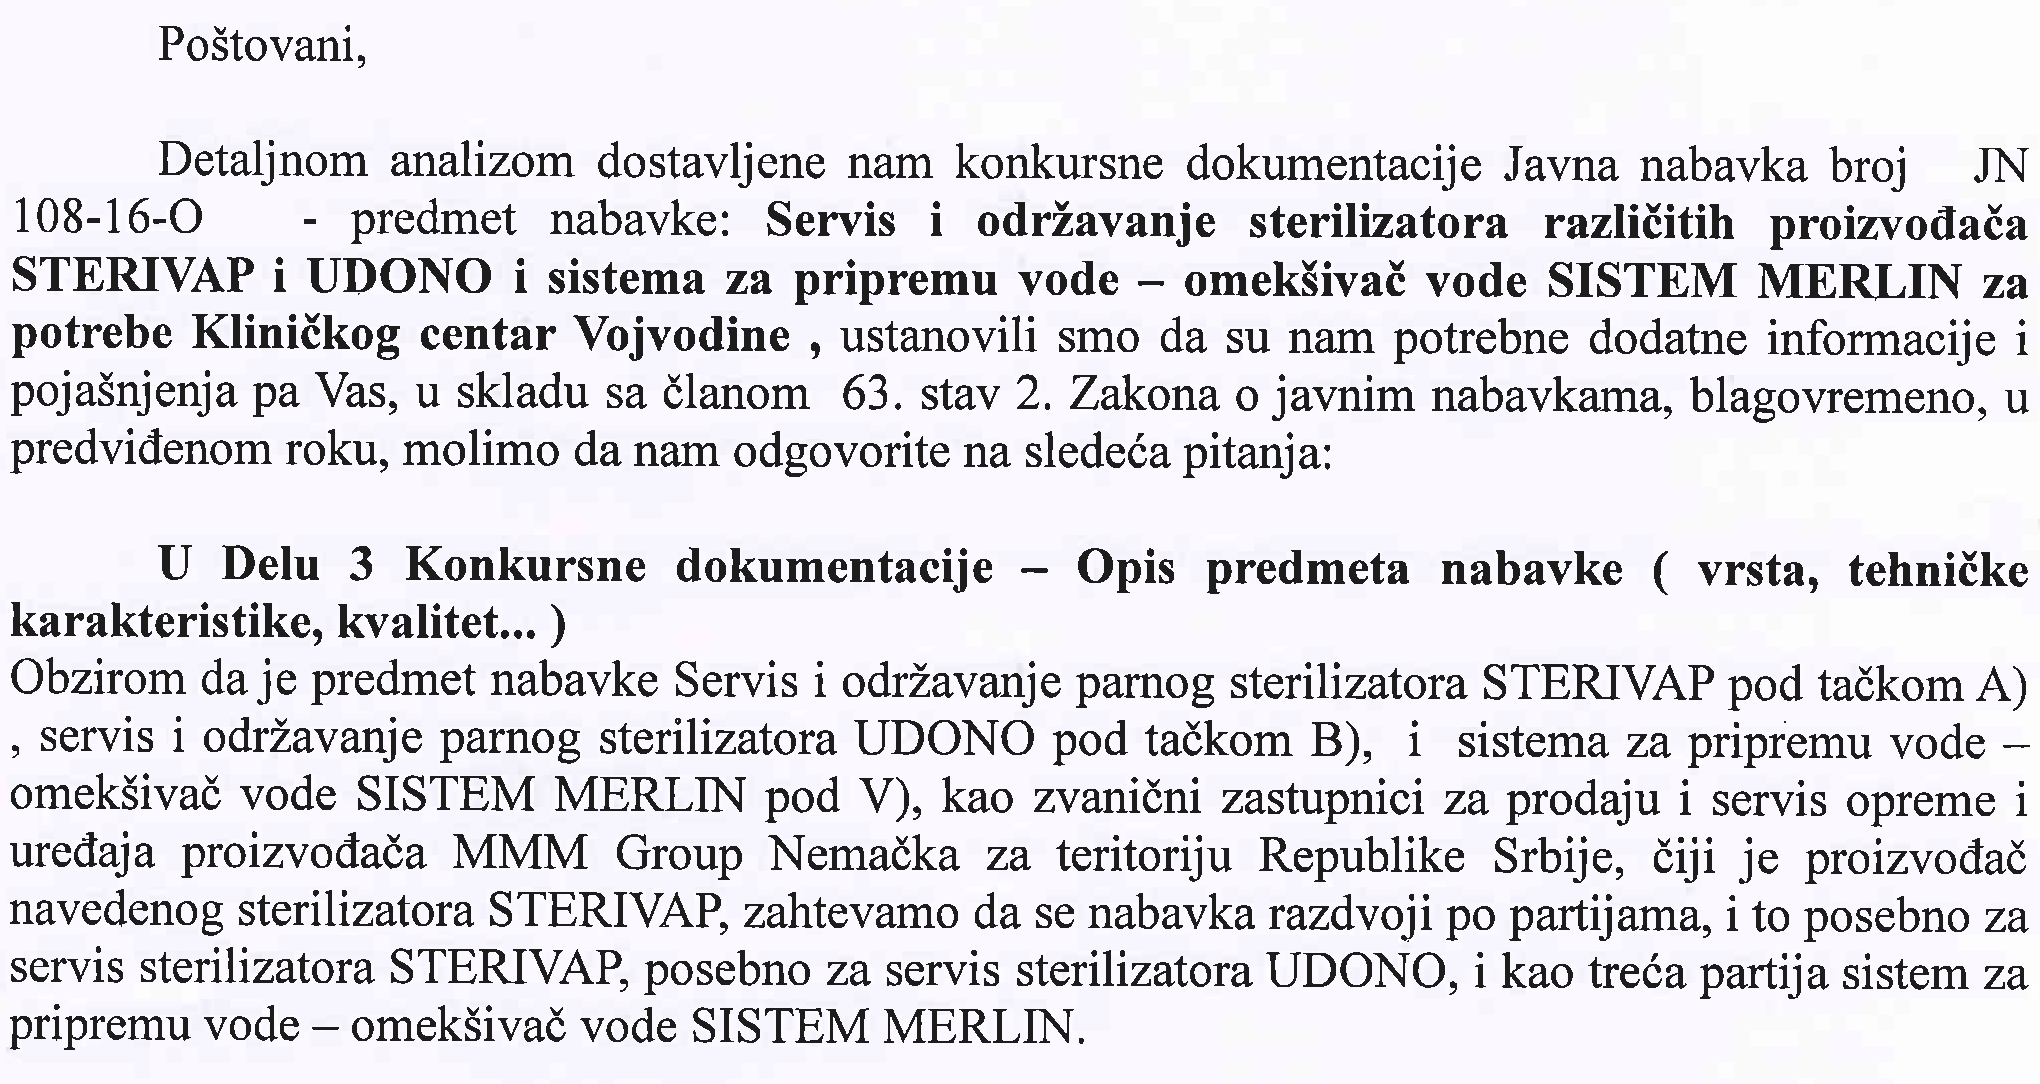 Poštovani,
Detaljnom analizom dostavljene nam konkursne dokumentacije Javna nabavka broj JN
108-16-O - predmet nabavke: Servis i održavanje sterilizatora različitih proizvođača
STERIVAP i UDONO i sistema za pripremu vode – omekšivač vode SISTEM MERLIN za
potrebe Kliničkog centar Vojvodine , ustanovili smo da su nam potrebne dodatne informacije i
pojašnjenja pa Vas, u skladu sa članom 63. stav 2. Zakona o javnim nabavkama, blagovremeno, u
predviđenom roku, molimo da nam odgovorite na sledeća pitanja:
U Delu 3 Konkursne dokumentacije – Opis predmeta nabavke ( vrsta, tehničke
karakteristike, kvalitet... )
Obzirom da je predmet nabavke Servis i održavanje parnog sterilizatora STERIVAP pod tačkom A)
, servis i održavanje parnog sterilizatora UDONO pod tačkom B), i sistema za pripremu vode –
omekšivač vode SISTEM MERLIN pod V), kao zvanični zastupnici za prodaju i servis opreme i
uređaja proizvođača MMM Group Nemačka za teritoriju Republike Srbije, čiji je proizvođač
navedenog sterilizatora STERIVAP, zahtevamo da se nabavka razdvoji po partijama, i to posebno za
servis sterilizatora STERIVAP, posebno za servis sterilizatora UDONO, i kao treća partija sistem za
pripremu vode – omekšivač vode SISTEM MERLIN.